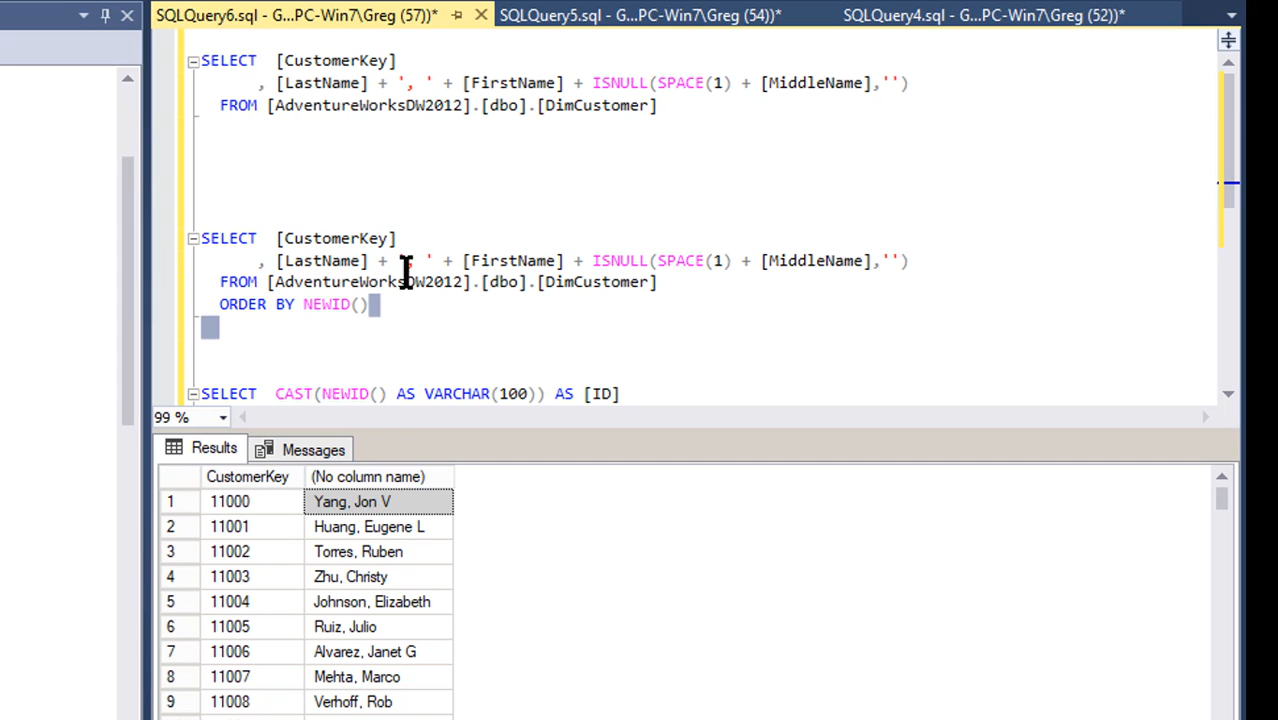 SQLQuery6.sql - G...PC-Win7\Greg (57))* SQLQuery5.sql - G...PC-Win7\Greg (54))* SQLQuery4.sql - G...PC-Win7\Greg (52))*
SELECT [CustomerKey]
, [LastName] + ', ' + [FirstName] + ISNULL(SPACE(1) + [MiddleName],'')
FROM [AdventureWorksDW2012].[dbo].[DimCustomer]
SELECT [CustomerKey]
, [LastName] + ', ' + [FirstName] + ISNULL(SPACE(1) + [MiddleName],'')
FROM [AdventureWorksDW2012].[dbo].[DimCustomer]
ORDER BY NEWID()
SELECT CAST(NEWID() AS VARCHAR(100)) AS [ID]
99 %
Results Messages
CustomerKey (No column name)
1 11000 Yang, Jon V
2 11001 Huang, Eugene L
3 11002 Torres, Ruben
4 11003 Zhu, Christy
5 11004 Johnson, Elizabeth
6 11005 Ruiz, Julio
7 11006 Alvarez, Janet G
8 11007 Mehta, Marco
9 11008 Verhoff, Rob